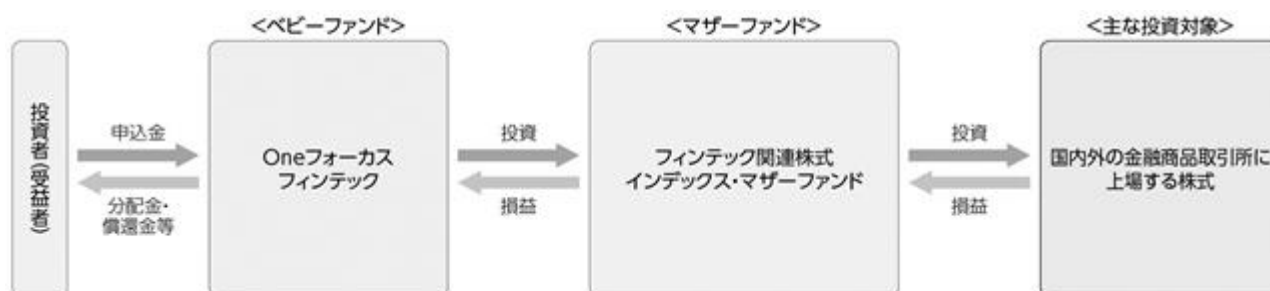 <ベビーファンド>
<マザーファンド>
<主な投資対象>
投資者(受益者)
申込金
分配金・
償還金等
Oneフォーカス
フィンテック
投資
損益
フィンテック関連株式
インデックス・マザーファンド
投資
損益
国内外の金融商品取引所に
上場する株式